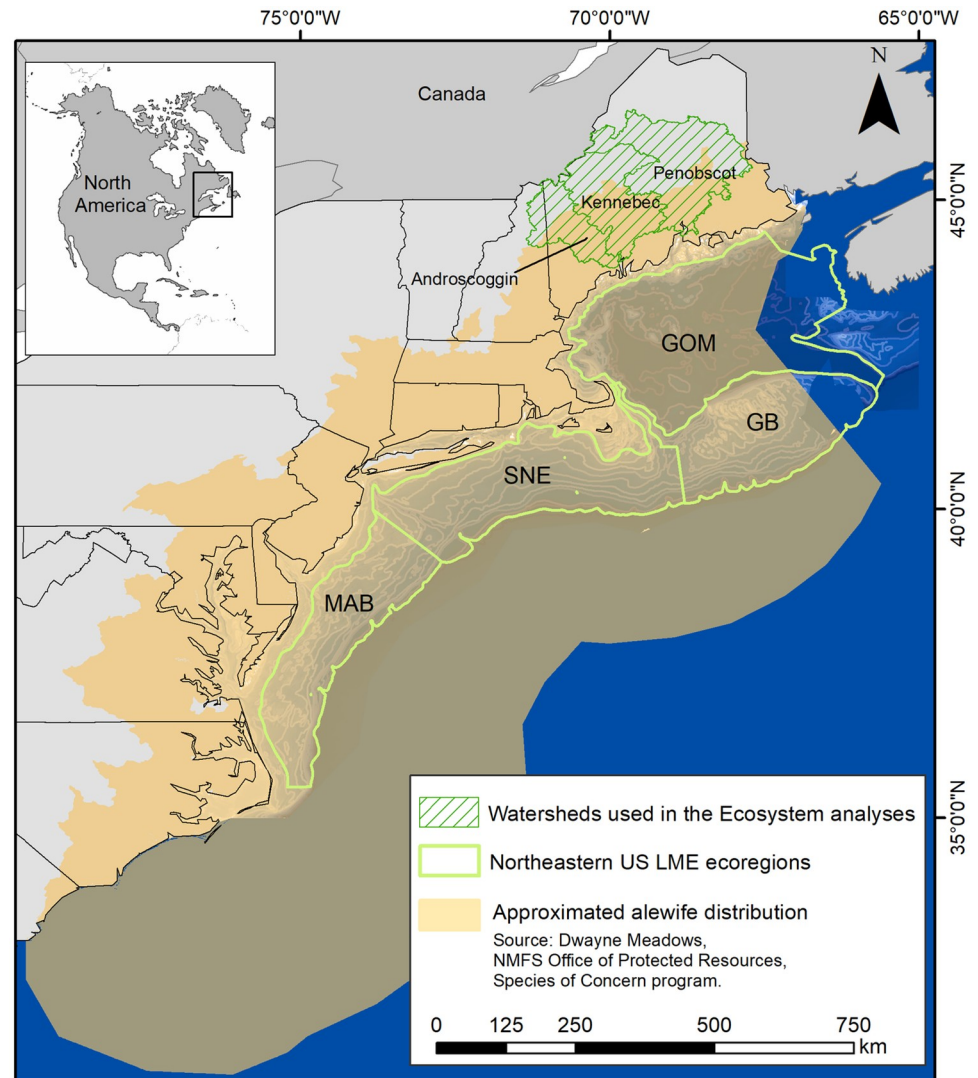 75°0'0"W 70°0'0"W 65°0'0"W
N
Canada
North
America
Penobscot
Kennebec
Androscoggin
45°0'0"N
GOM
GB
SNE
40°0'0"N
MAB
35°0'0"N
Watersheds used in the Ecosystem analyses
Northeastern US LME ecoregions
Approximated alewife distribution
Source: Dwayne Meadows,
NMFS Office of Protected Resources,
Species of Concern program.
0 125 250 500 750
km